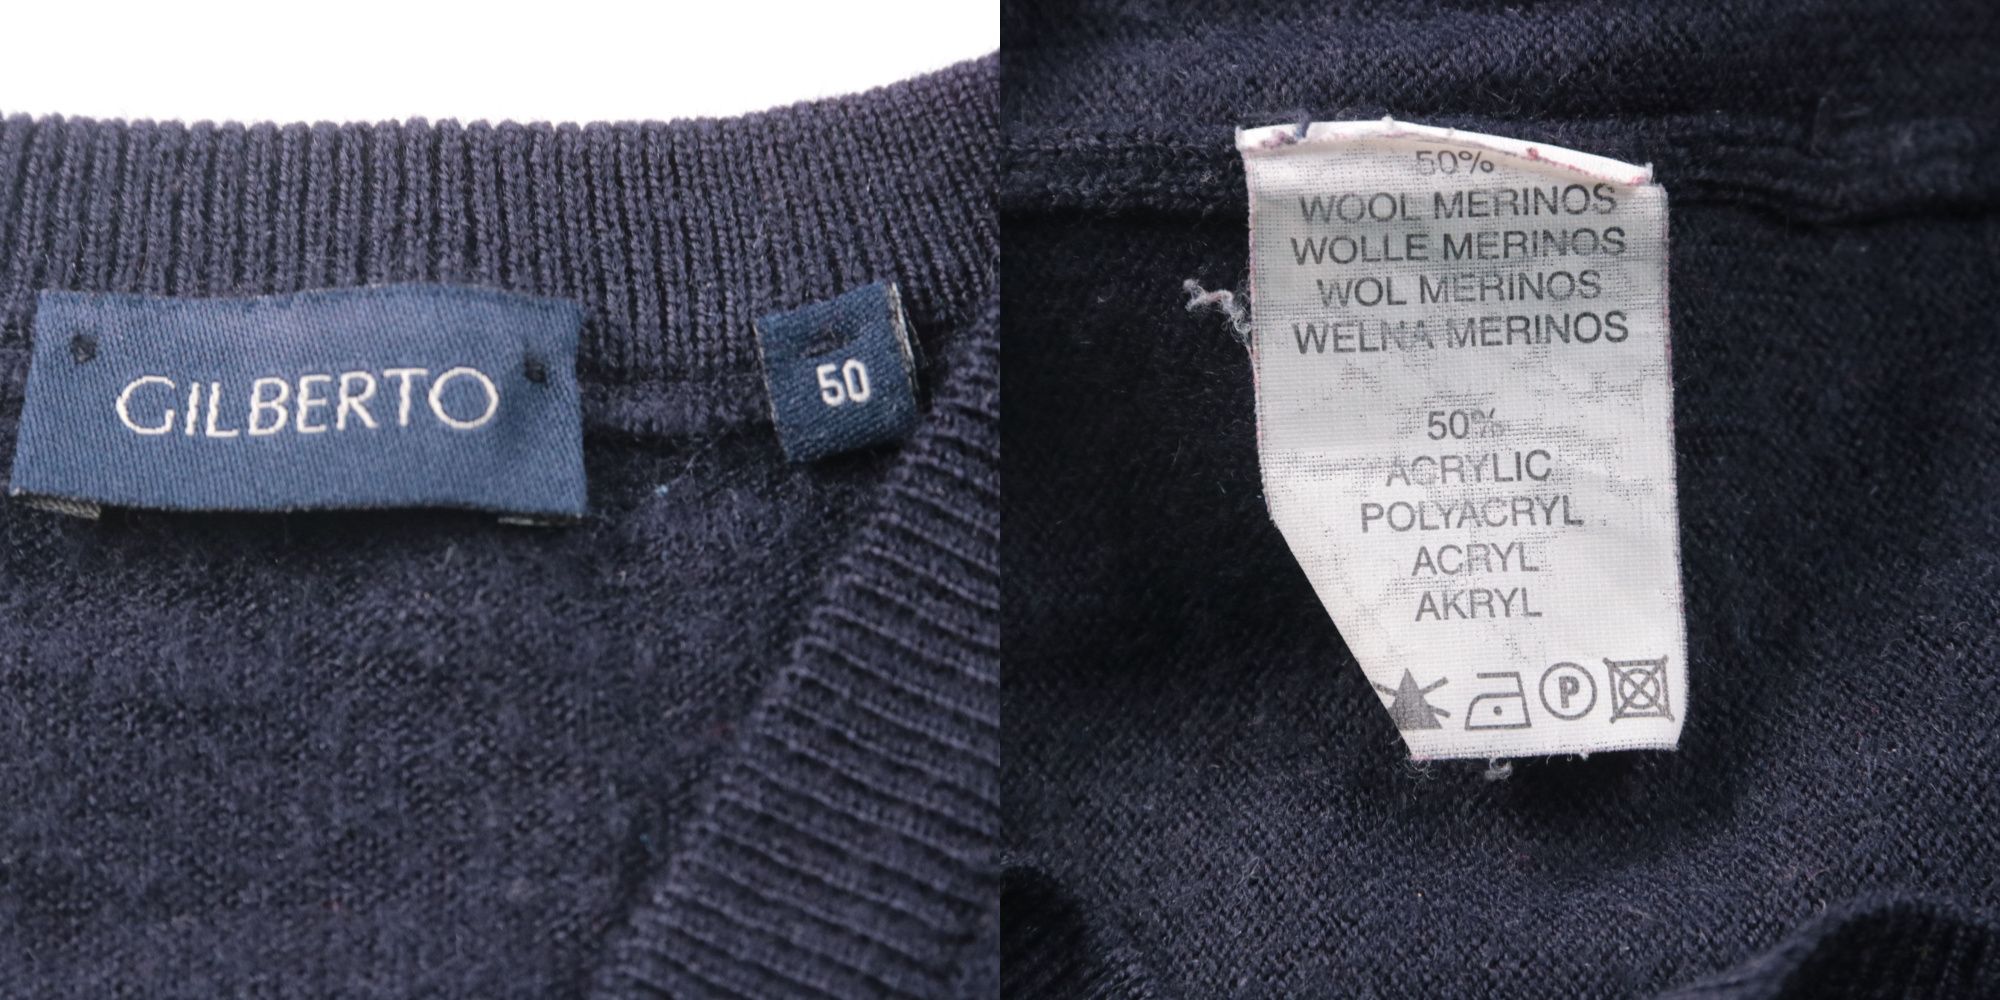 GILBERTO
50
50%
WOOL MERINOS
WOLLE MERINOS
WOL MERINOS
WELNA MERINOS
50%
ACRYLIC
POLYACRYL
ACRYL
AKRYL
P